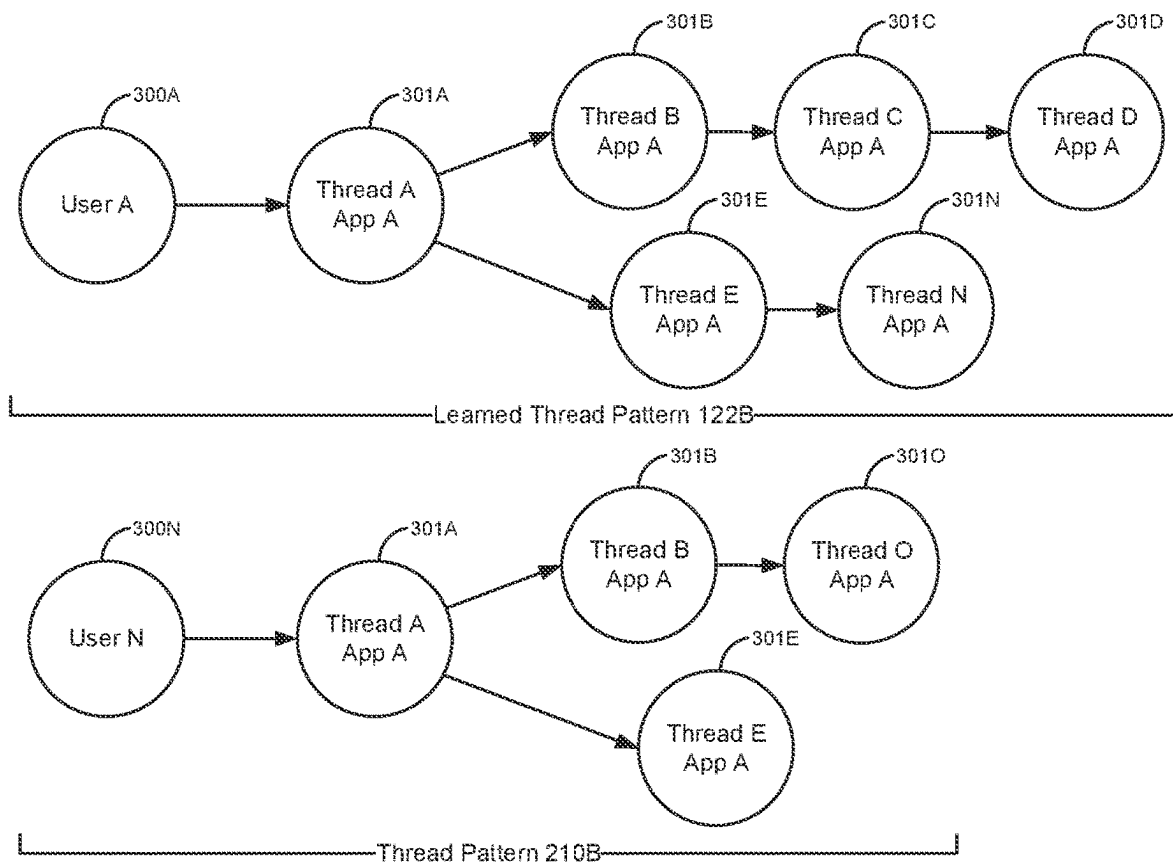 301B
301C
301D
300A
301A
Thread B
App A
Thread C
App A
Thread D
App A
User A
Thread A
App A
301E
301N
Thread E
App A
Thread N
App A
Learned Thread Pattern 122B
301B
301O
300N
301A
Thread B
App A
Thread O
App A
User N
Thread A
App A
301E
Thread E
App A
Thread Pattern 210B